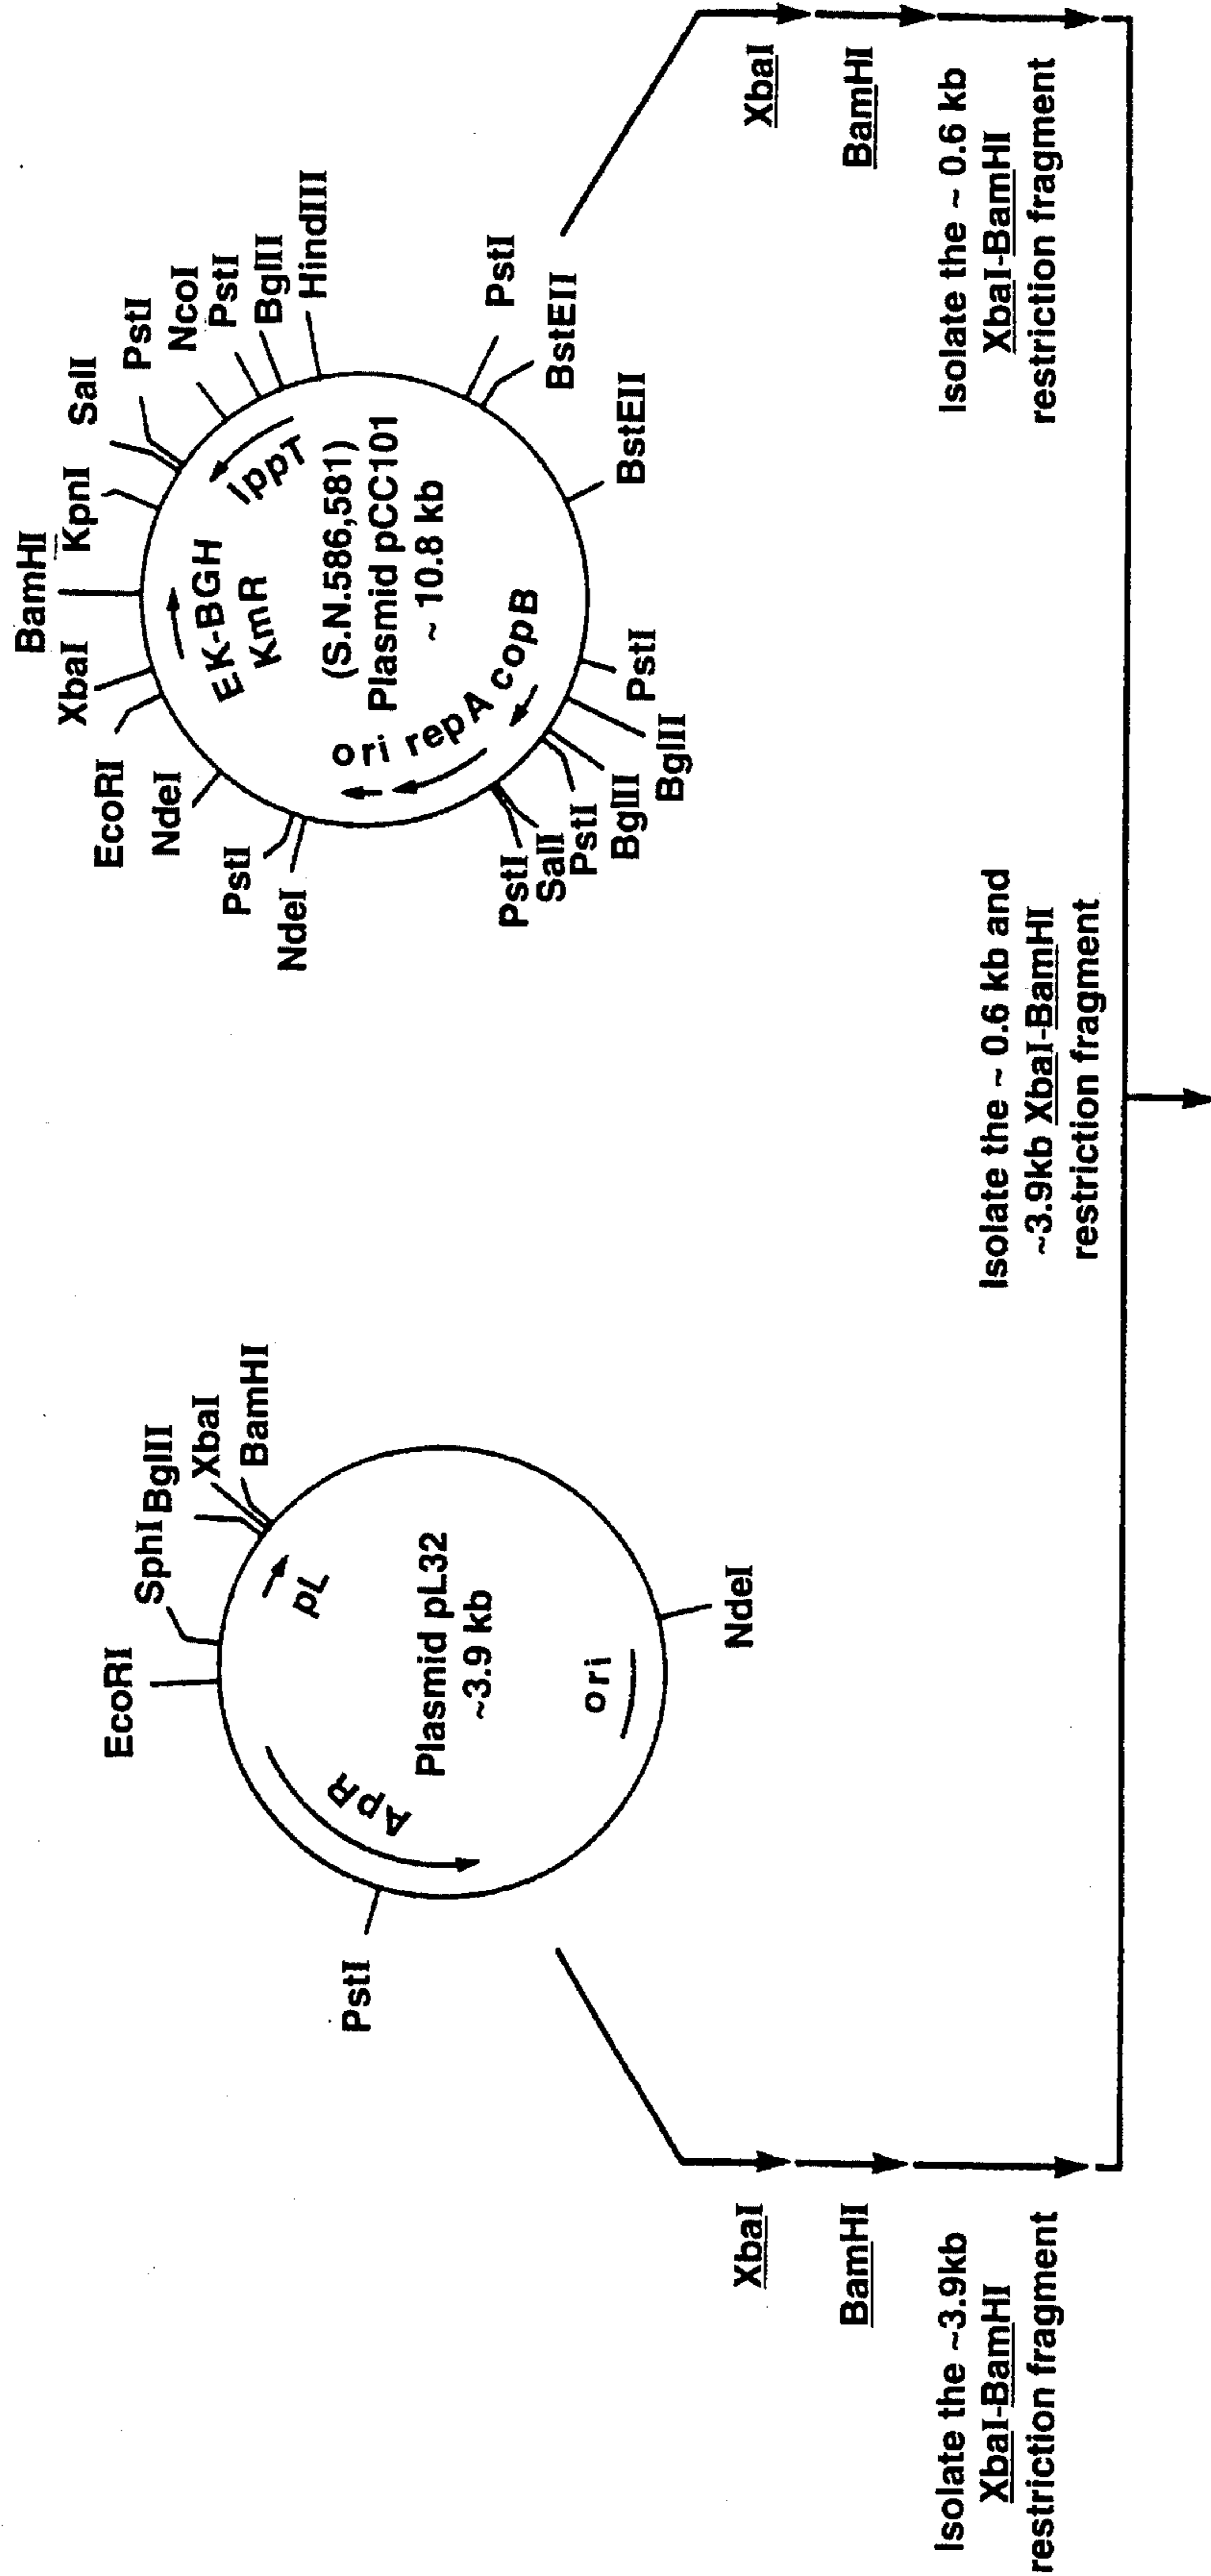 EcoRI
SphI
BglII
XbaI
BamHI
pL
ApR
PstI
Plasmid pL32
~3.9 kb
ori
NdeI
XbaI
BamHI
Isolate the ~3.9kb
XbaI-BamHI
restriction fragment
BamHI
KpnI
SalI
PstI
NcoI
PstI
BglII
HindIII
XbaI
EcoRI
NdeI
PstI
NdeI
EK-BGH
KmR
lppT
(S.N.586,581)
Plasmid pCC101
~ 10.8 kb
ori repA copB
PstI
BstEII
BstEII
PstI
SalI
PstI
BglII
BglII
PstI
XbaI
BamHI
Isolate the ~ 0.6 kb
XbaI-BamHI
restriction fragment
Isolate the ~ 0.6 kb and
~3.9kb XbaI-BamHI
restriction fragment